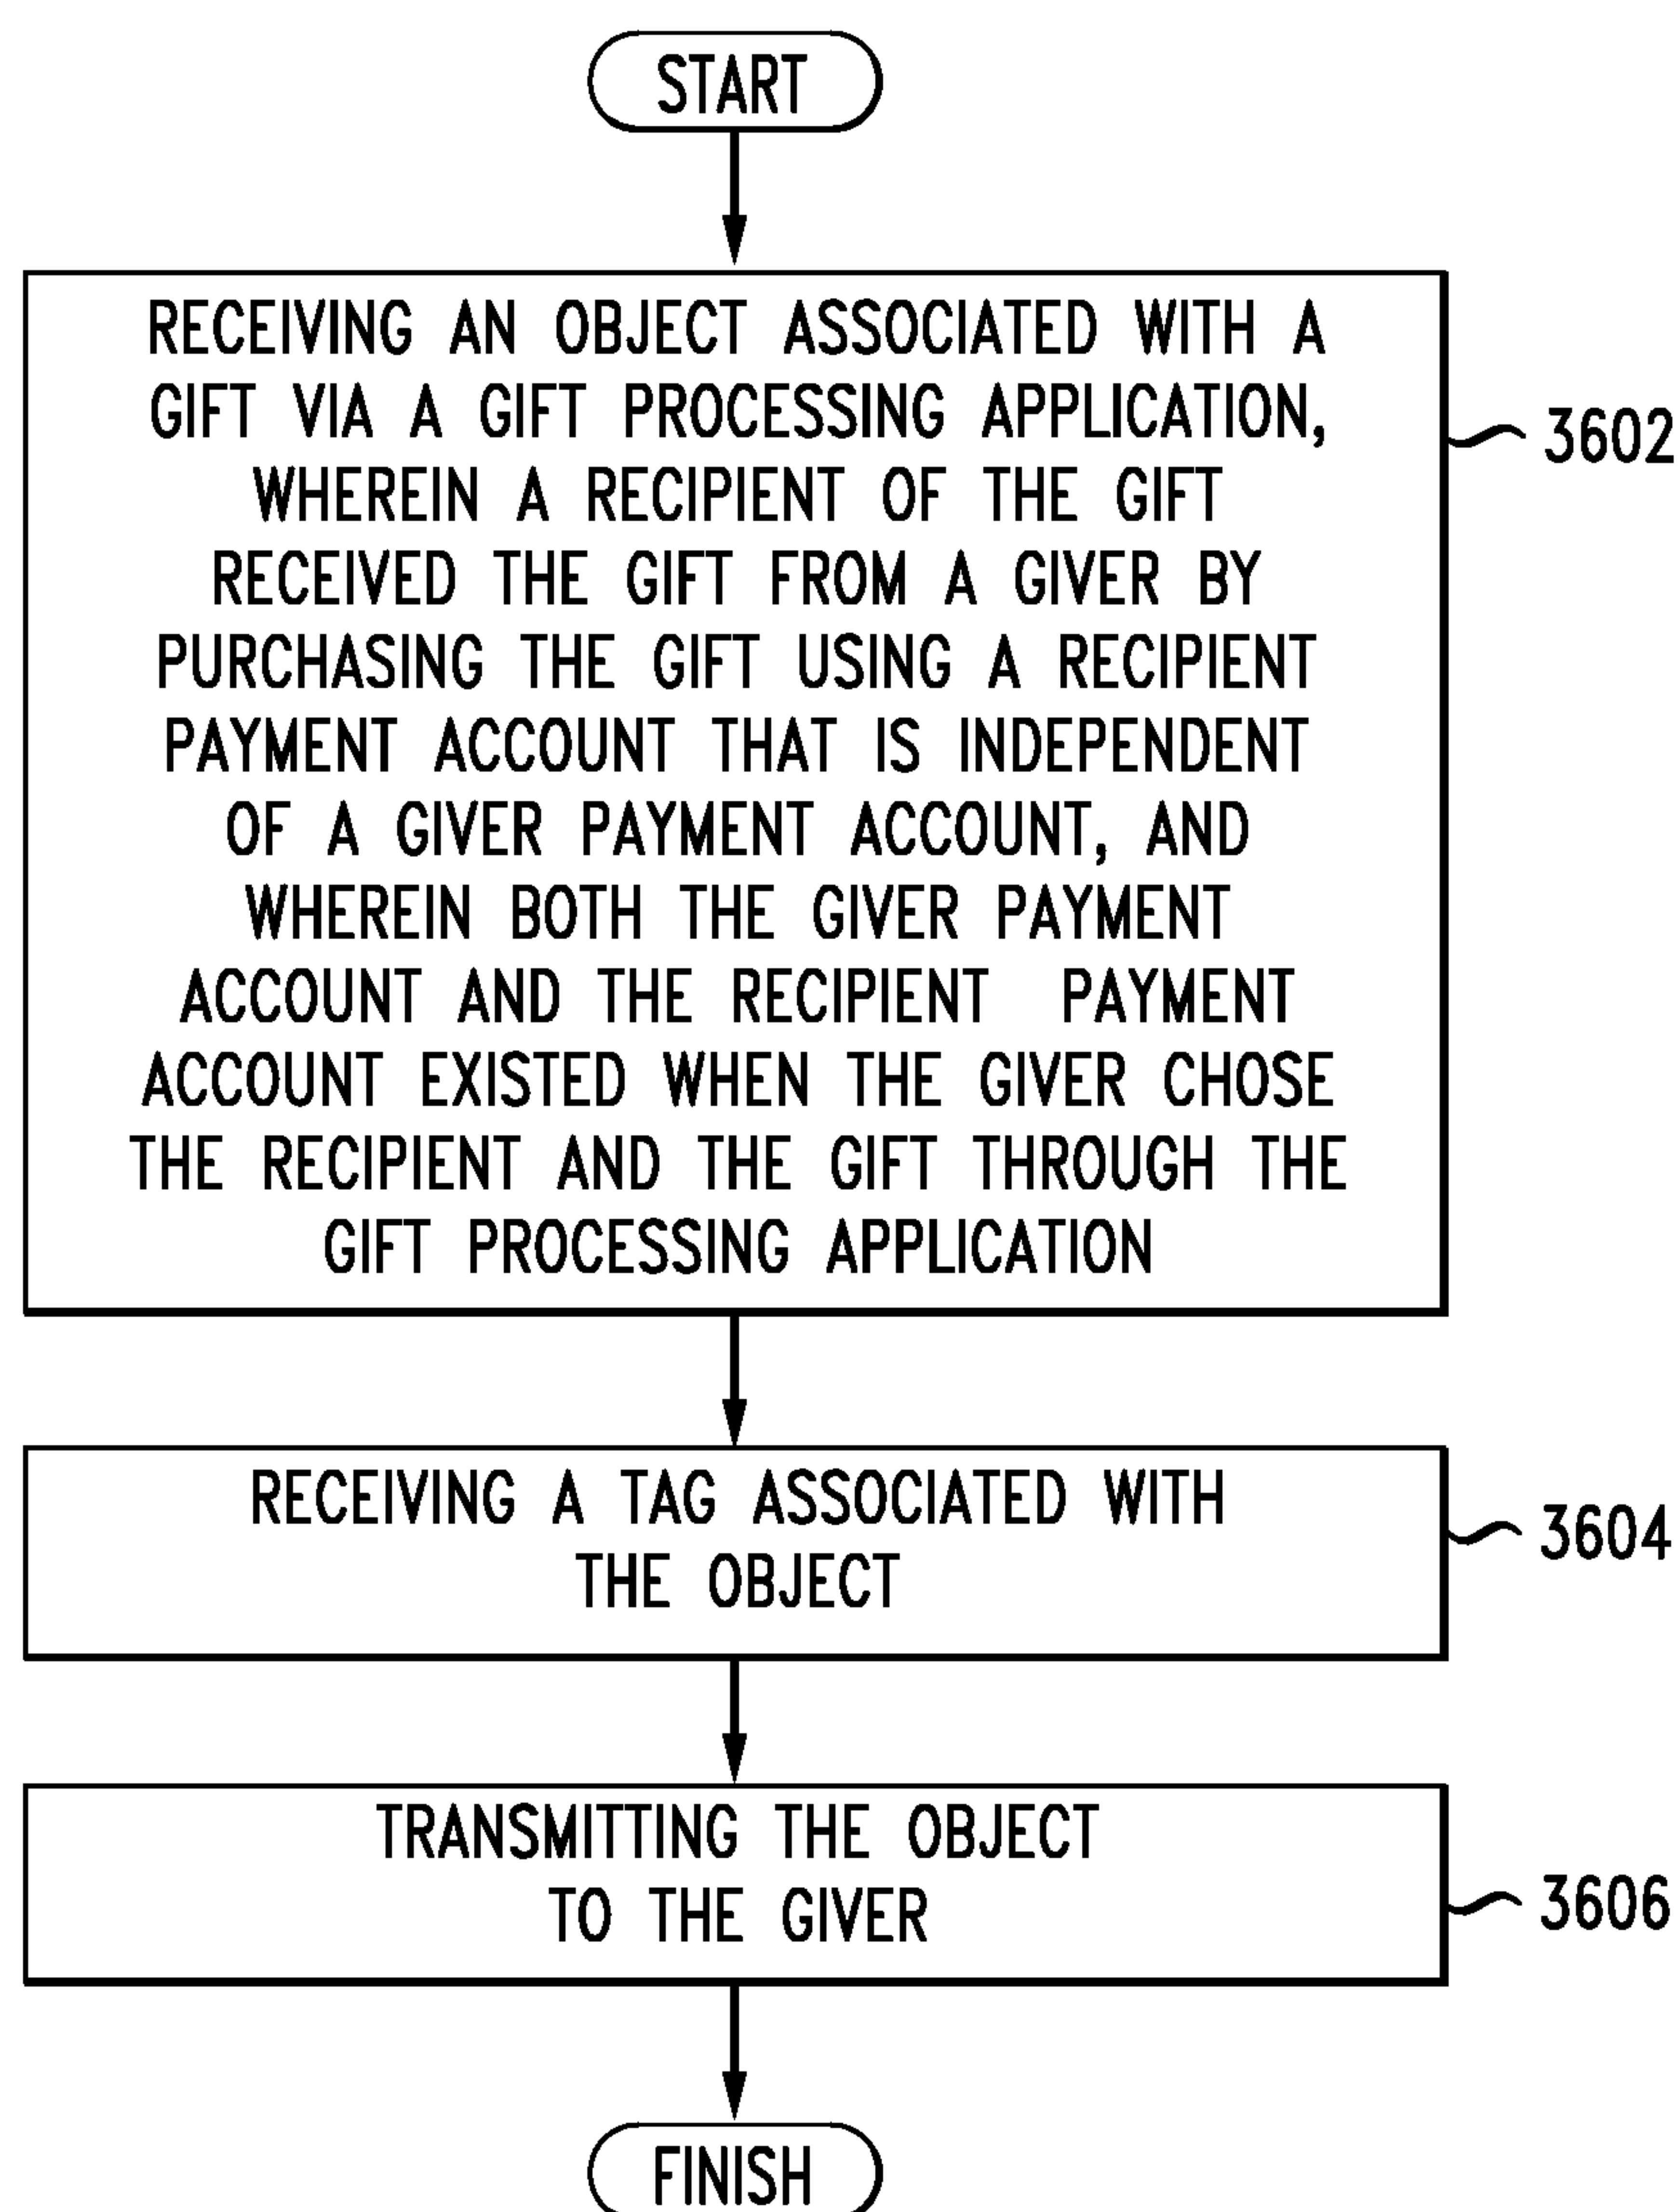 START
RECEIVING AN OBJECT ASSOCIATED WITH A
GIFT VIA A GIFT PROCESSING APPLICATION,
WHEREIN A RECIPIENT OF THE GIFT
RECEIVED THE GIFT FROM A GIVER BY
PURCHASING THE GIFT USING A RECIPIENT
PAYMENT ACCOUNT THAT IS INDEPENDENT
OF A GIVER PAYMENT ACCOUNT, AND
WHEREIN BOTH THE GIVER PAYMENT
ACCOUNT AND THE RECIPIENT PAYMENT
ACCOUNT EXISTED WHEN THE GIVER CHOSE
THE RECIPIENT AND THE GIFT THROUGH THE
GIFT PROCESSING APPLICATION
3602
RECEIVING A TAG ASSOCIATED WITH
THE OBJECT
3604
TRANSMITTING THE OBJECT
TO THE GIVER
3606
FINISH